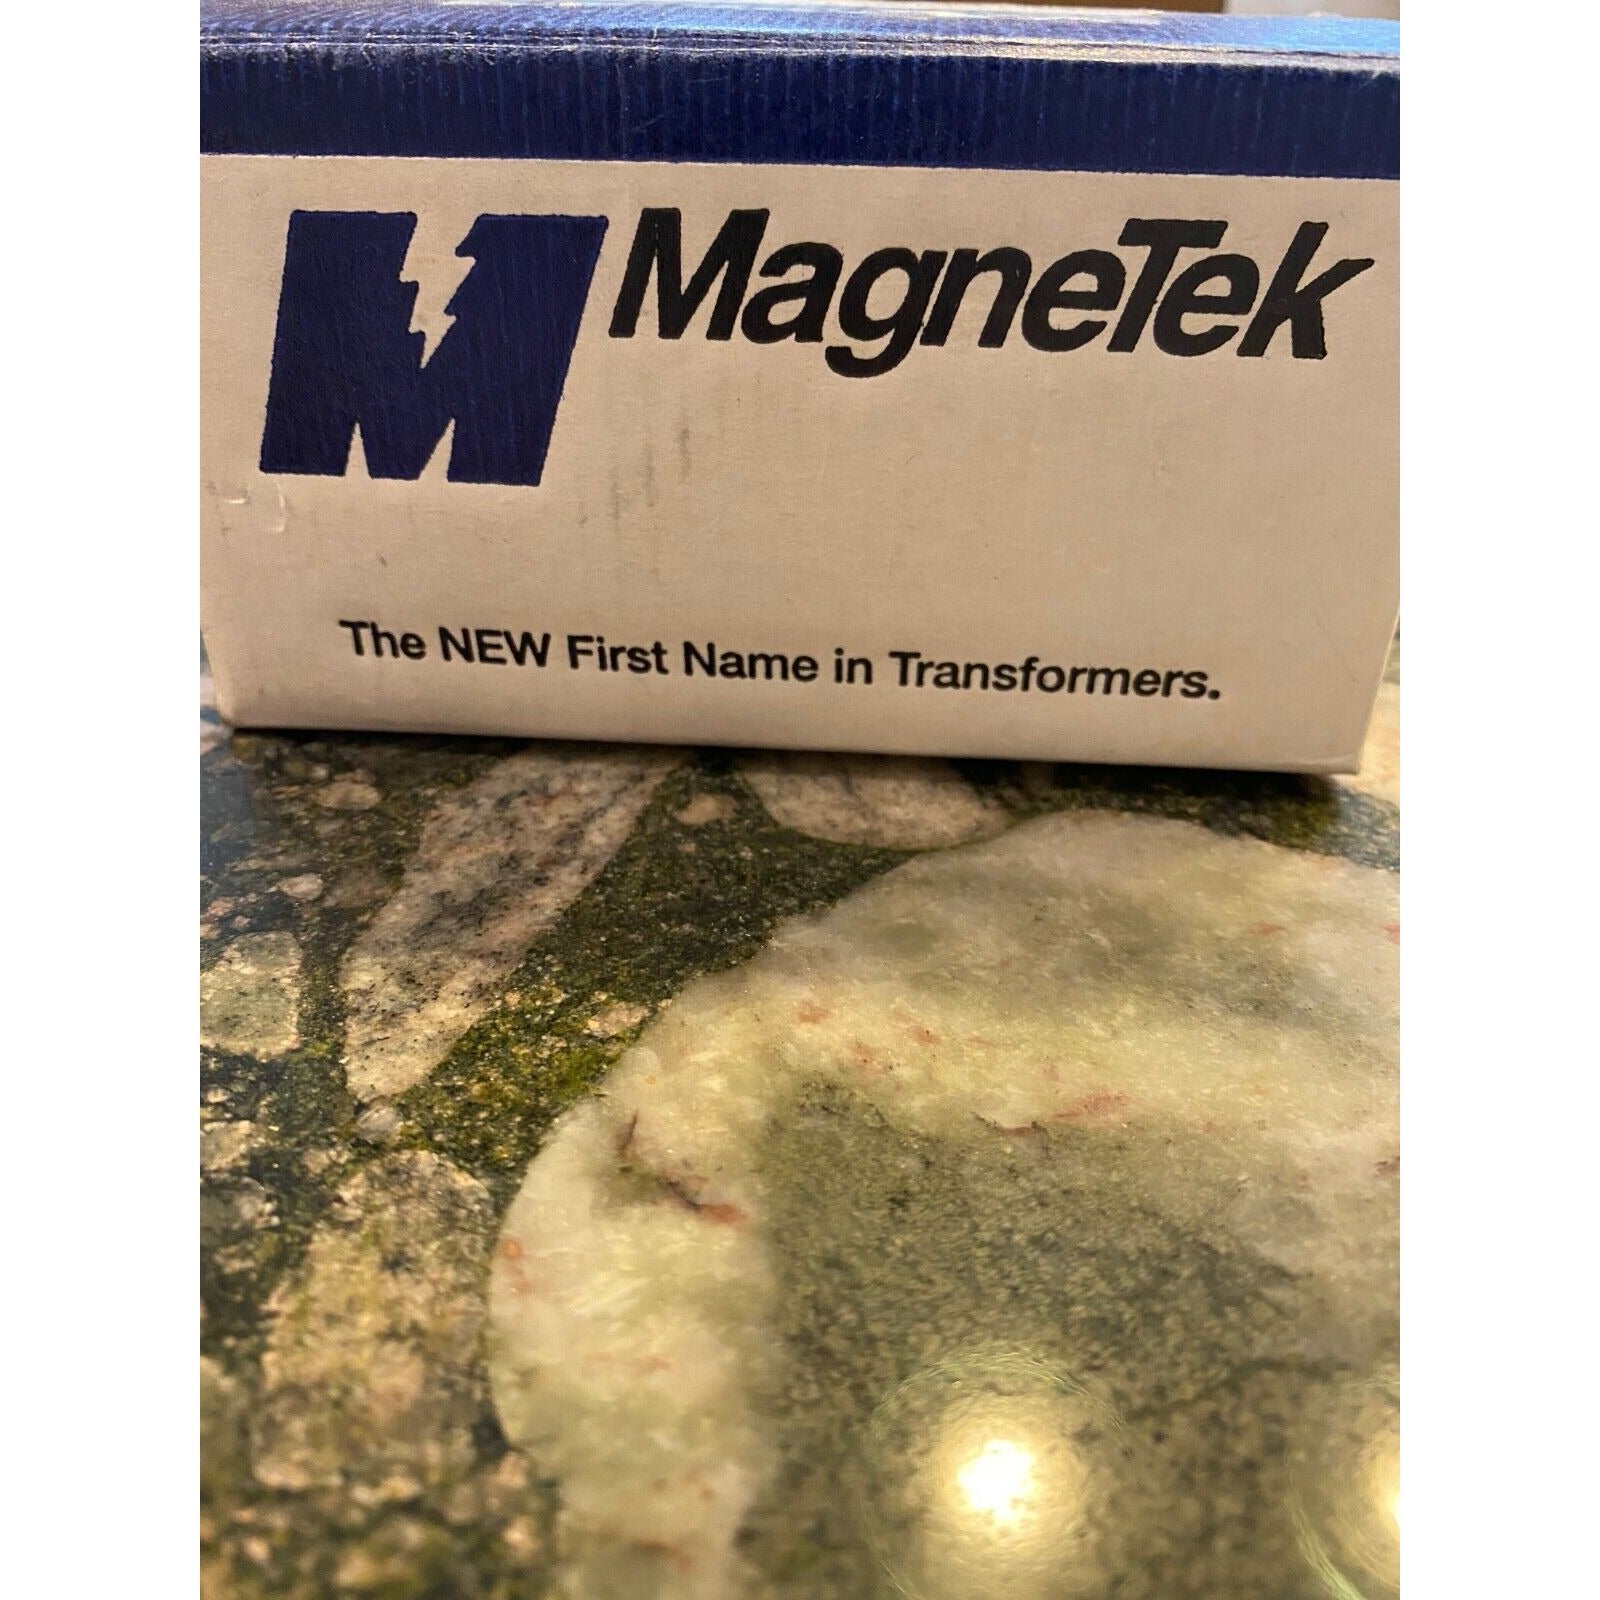 MagneTek
The NEW First Name in Transformers.